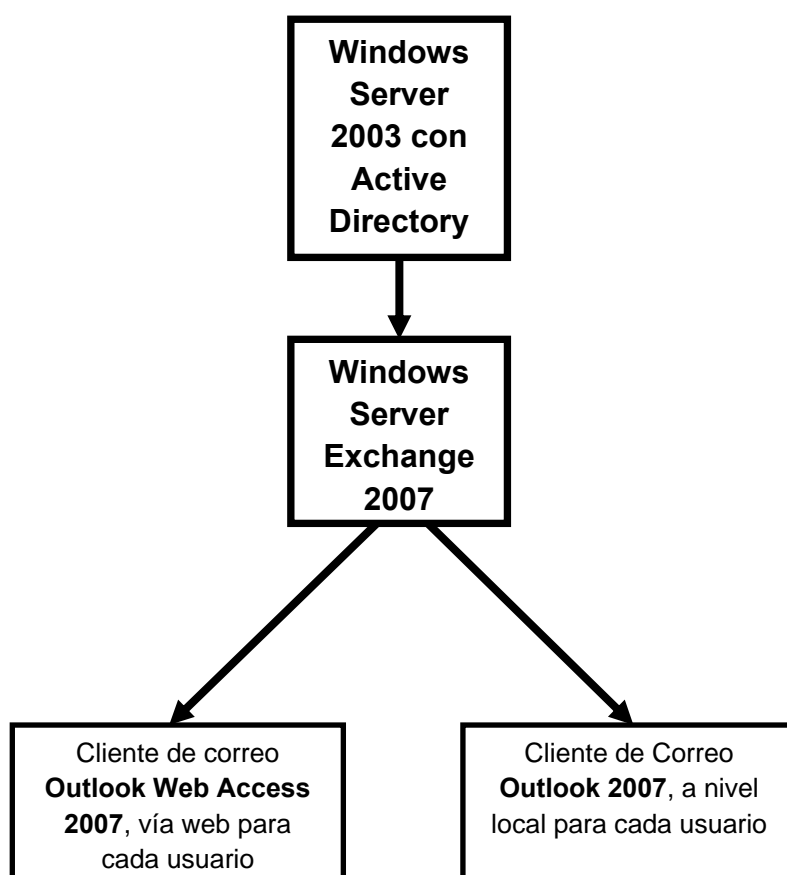 Windows
Server
2003 con
Active
Directory
Windows
Server
Exchange
2007
Cliente de correo
Outlook Web Access
2007, vía web para
cada usuario
Cliente de Correo
Outlook 2007, a nivel
local para cada usuario